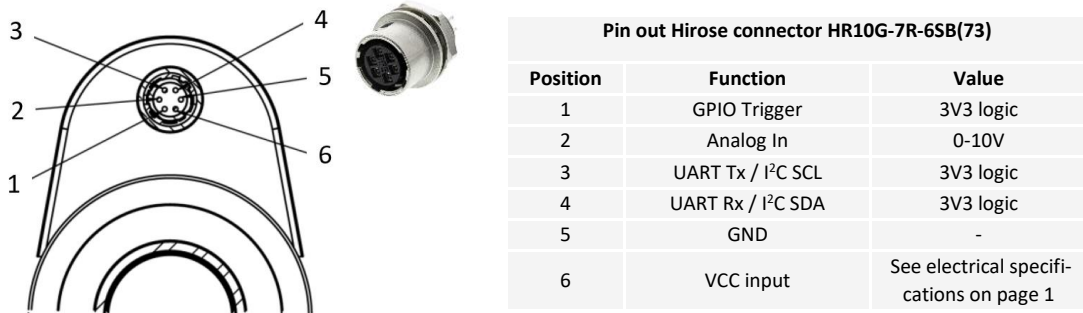 3
2
1
4
5
6
Pin out Hirose connector HR10G-7R-6SB(73)
Position Function Value
1 GPIO Trigger 3V3 logic
2 Analog In 0-10V
3 UART Tx / I²C SCL 3V3 logic
4 UART Rx / I²C SDA 3V3 logic
5 GND -
6 VCC input See electrical specifi-
cations on page 1